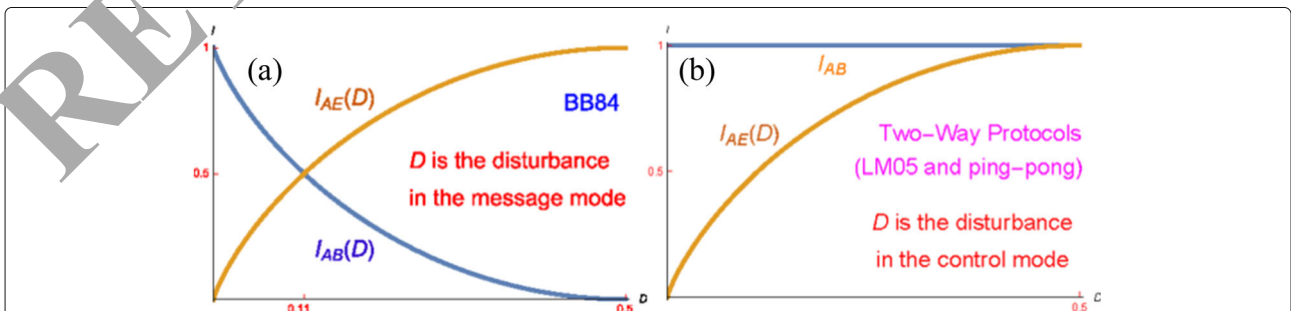 RE
I
1
(a)
I_AE(D)
BB84
D is the disturbance
in the message mode
0.5
I_AB(D)
0.11
0.5
D
I
1
(b)
I_AB
I_AE(D)
Two-Way Protocols
(LM05 and ping-pong)
0.5
D is the disturbance
in the control mode
0.5